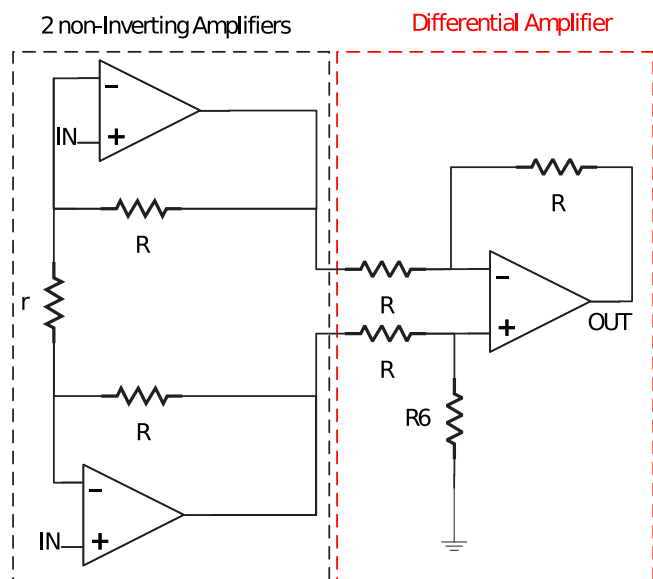 2 non-Inverting Amplifiers
Differential Amplifier
-
IN
+
R
R
r
R
-
+
OUT
R
R
R6
-
IN
+